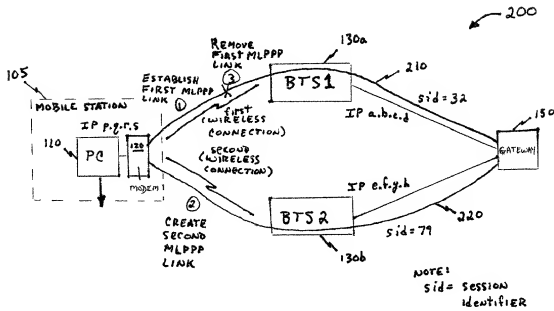 200
130a
REMOVE
FIRST MLPPP
LINK
③
ESTABLISH
FIRST MLPPP
LINK
①
105
MOBILE STATION
IP p.q.r.s
110
PC
120
MODEM
first
(WIRELESS
CONNECTION)
second
(WIRELESS
CONNECTION)
BTS1
210
sid=32
IP a.b.c.d
150
GATEWAY
IP e.f.g.h
BTS2
220
sid=79
130b
②
CREATE
SECOND
MLPPP
LINK
NOTE:
sid= SESSION
IDENTIFIER